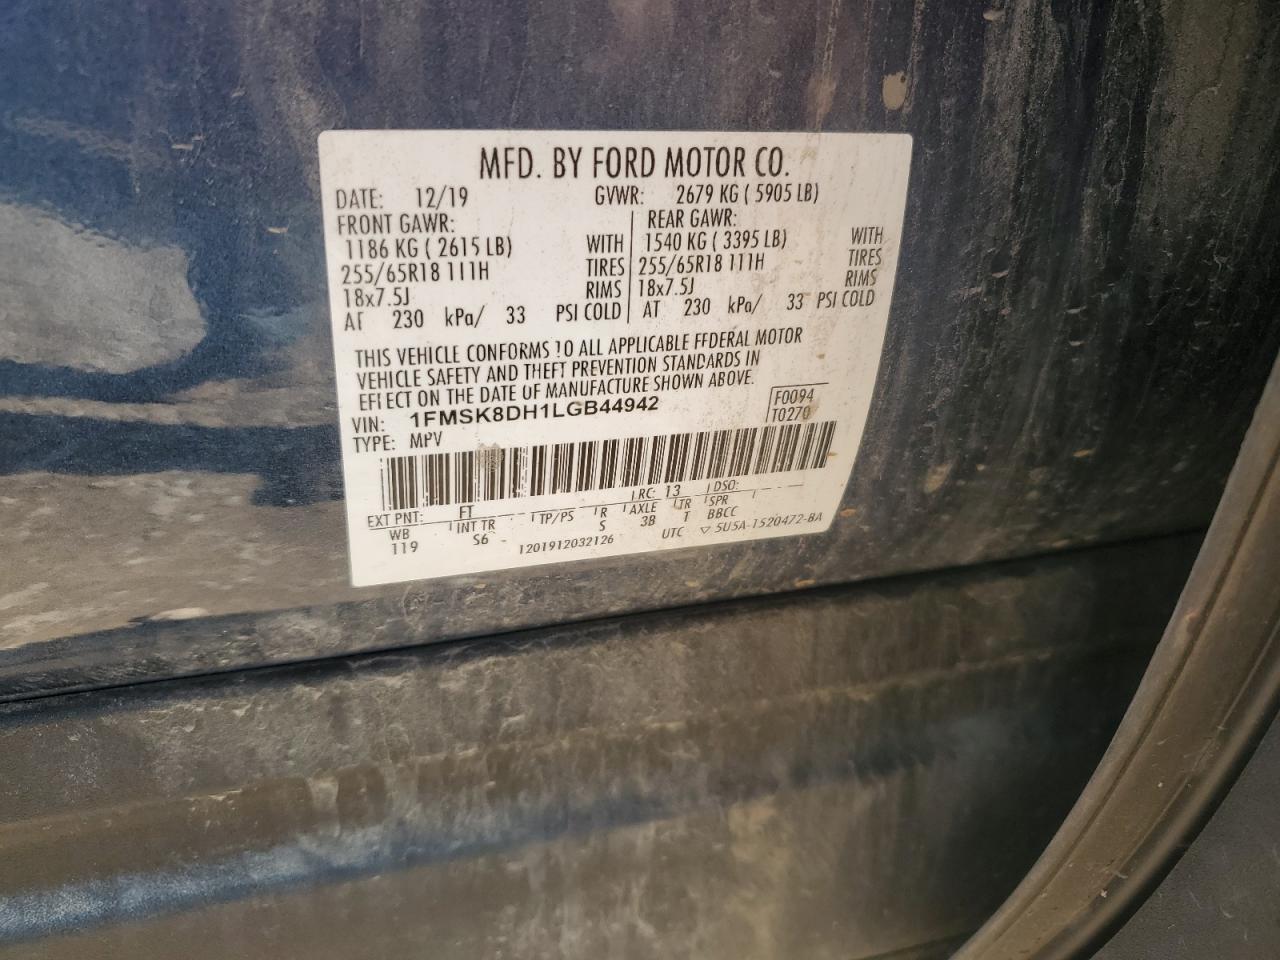 MFD. BY FORD MOTOR CO.
DATE: 12/19 GVWR: 2679 KG ( 5905 LB)
FRONT GAWR: REAR GAWR:
1186 KG ( 2615 LB) WITH 1540 KG ( 3395 LB) WITH
255/65R18 111H TIRES 255/65R18 111H TIRES
18x7.5J RIMS 18x7.5J RIMS
AT 230 kPa/ 33 PSI COLD AT 230 kPa/ 33 PSI COLD
THIS VEHICLE CONFORMS TO ALL APPLICABLE FEDERAL MOTOR
VEHICLE SAFETY AND THEFT PREVENTION STANDARDS IN
EFFECT ON THE DATE OF MANUFACTURE SHOWN ABOVE.
VIN: 1FMSK8DH1LGB44942 F0094
TYPE: MPV T0270
EXT PNT: FT RC: 13 DSO:
WB INT TR TP/PS R AXLE TR SPR
119 S6 S 3B T BBCC
1201912032126 UTC ▽ 5U5A-1520472-BA